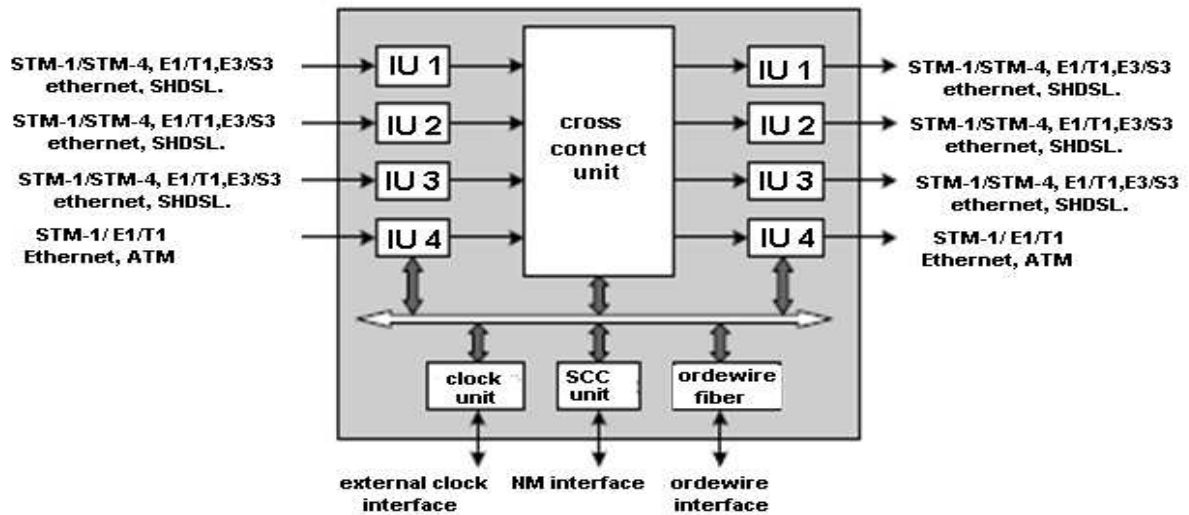 STM-1/STM-4, E1/T1,E3/S3
ethernet, SHDSL.
STM-1/STM-4, E1/T1,E3/S3
ethernet, SHDSL.
STM-1/STM-4, E1/T1,E3/S3
ethernet, SHDSL.
STM-1/ E1/T1
Ethernet, ATM
IU 1
IU 2
IU 3
IU 4
cross
connect
unit
IU 1
IU 2
IU 3
IU 4
STM-1/STM-4, E1/T1,E3/S3
ethernet, SHDSL.
STM-1/STM-4, E1/T1,E3/S3
ethernet, SHDSL.
STM-1/STM-4, E1/T1,E3/S3
ethernet, SHDSL.
STM-1/ E1/T1
Ethernet, ATM
clock
unit
SCC
unit
ordewire
fiber
external clock
interface
NM interface
ordewire
interface